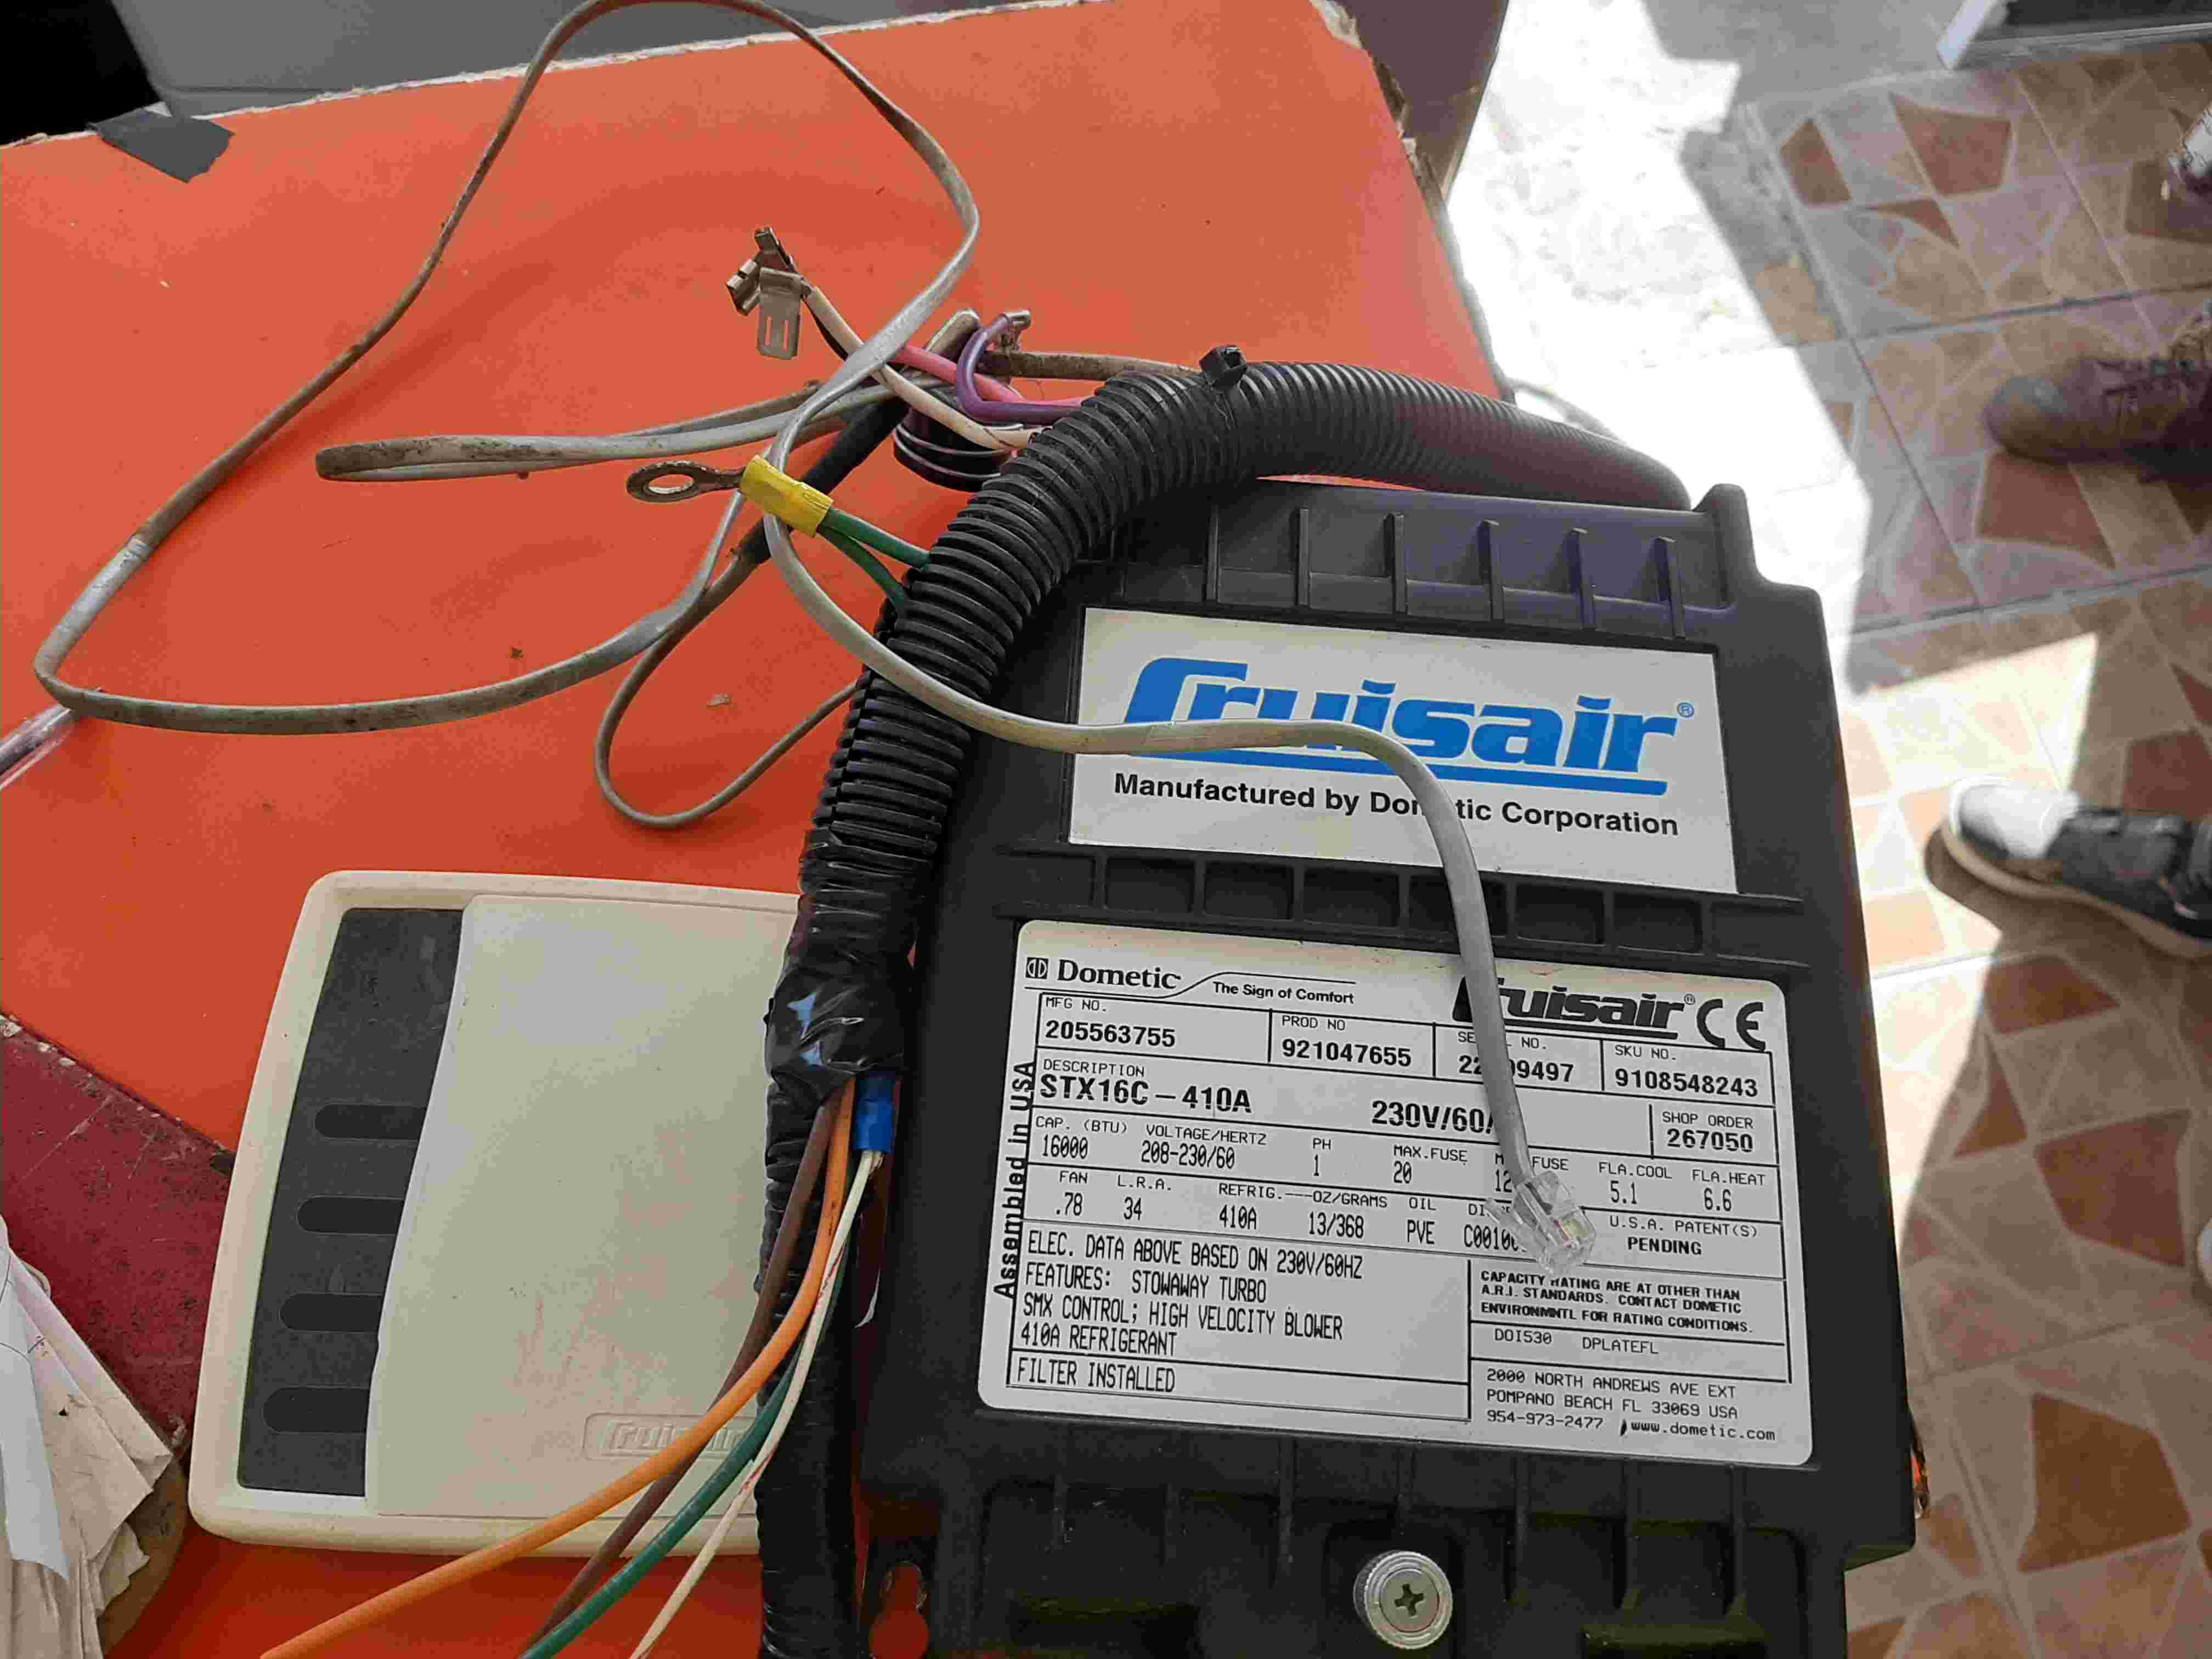 Cruisair®
Manufactured by Dometic Corporation
Dometic The Sign of Comfort Cruisair® CE
MFG NO. PROD NO NO. SKU NO.
205563755 921047655 9497 9108548243
DESCRIPTION
STX16C-410A 230V/60/
SHOP ORDER
267050
CAP. (BTU) VOLTAGE/HERTZ PH MAX.FUSE FUSE FLA.COOL FLA.HEAT
16000 208-230/60 1 20 12 5.1 6.6
FAN L.R.A. REFRIG.---OZ/GRAMS OIL U.S.A. PATENT(S)
.78 34 410A 13/368 PVE PENDING
ELEC. DATA ABOVE BASED ON 230V/60HZ
FEATURES: STOWAWAY TURBO
SMX CONTROL; HIGH VELOCITY BLOWER
410A REFRIGERANT
FILTER INSTALLED
CAPACITY RATING ARE AT OTHER THAN
A.R.I. STANDARDS. CONTACT DOMETIC
ENVIRONMNTL FOR RATING CONDITIONS.
DOI530 DPLATEFL
2000 NORTH ANDREWS AVE EXT
POMPANO BEACH FL 33069 USA
954-973-2477 www.dometic.com
Assembled in USA
Cruisair